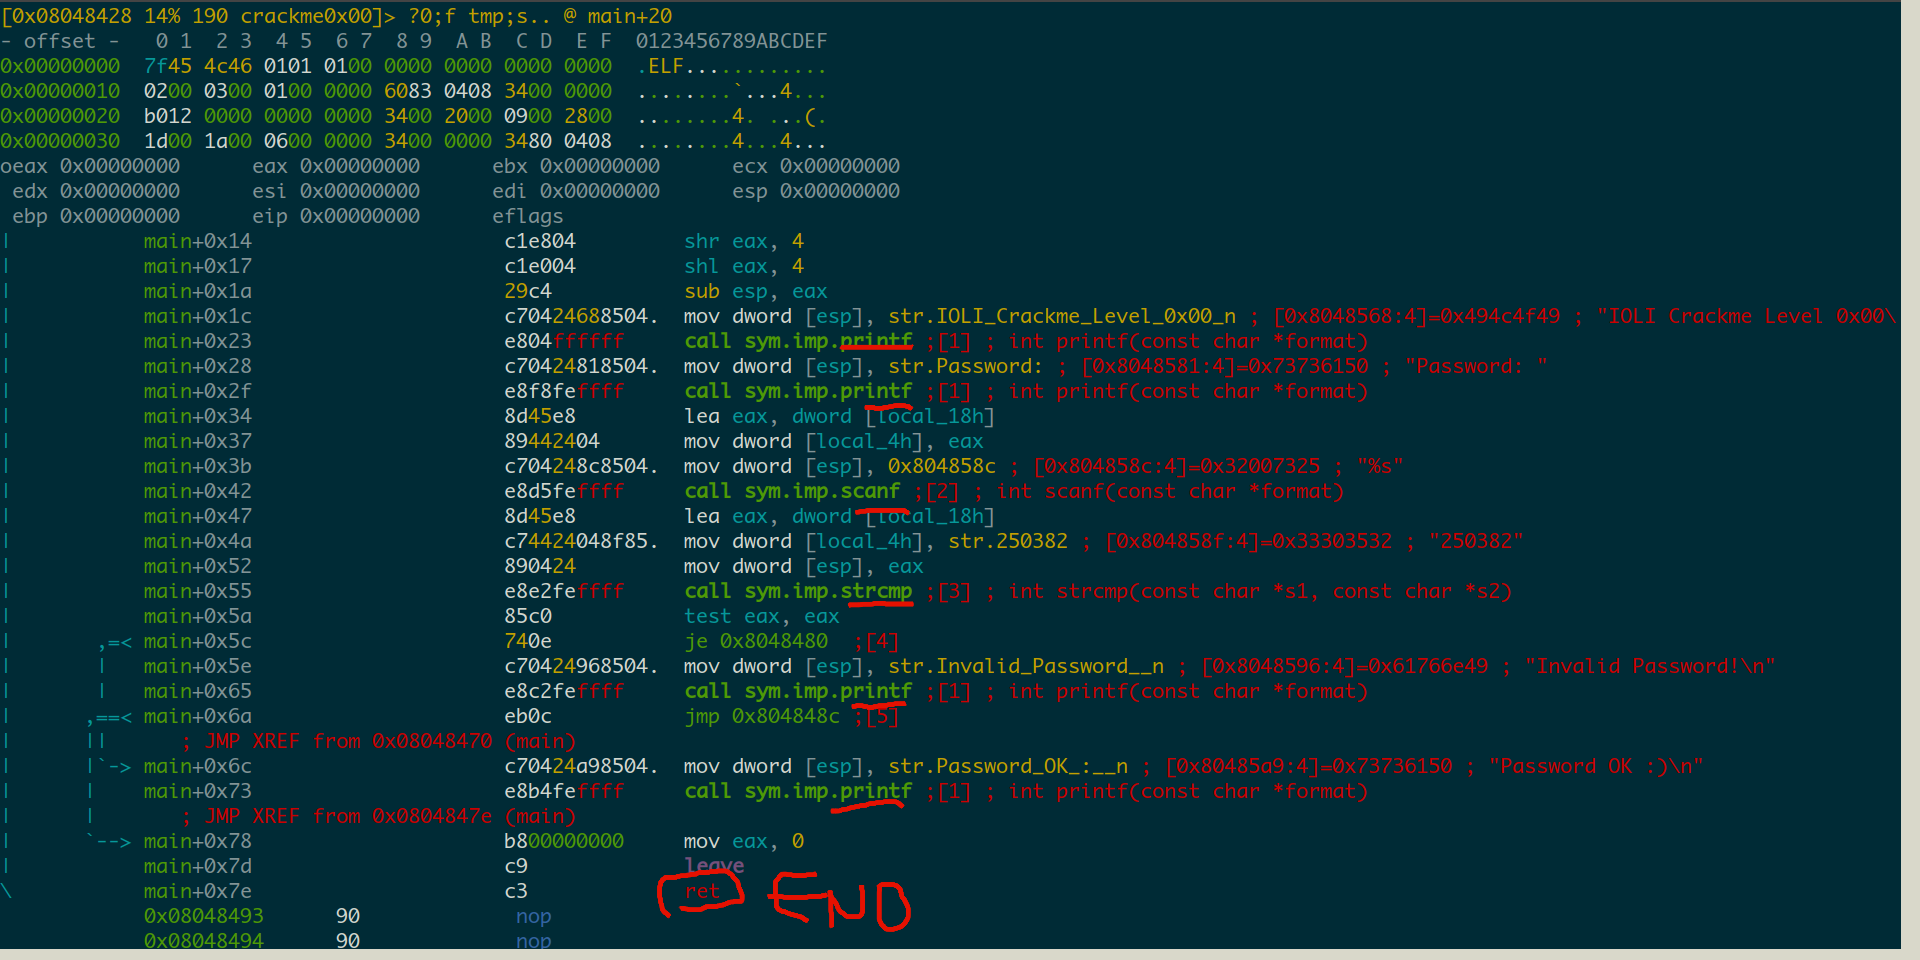 [0x08048428 14% 190 crackme0x00]> ?0;f tmp;s.. @ main+20
- offset -   0 1  2 3  4 5  6 7  8 9  A B  C D  E F  0123456789ABCDEF
0x00000000  7f45 4c46 0101 0100 0000 0000 0000 0000  .ELF............
0x00000010  0200 0300 0100 0000 6083 0408 3400 0000  ........`...4...
0x00000020  b012 0000 0000 0000 3400 2000 0900 2800  ........4. ...(.
0x00000030  1d00 1a00 0600 0000 3400 0000 3480 0408  ........4...4...
oeax 0x00000000      eax 0x00000000      ebx 0x00000000      ecx 0x00000000
 edx 0x00000000      esi 0x00000000      edi 0x00000000      esp 0x00000000
 ebp 0x00000000      eip 0x00000000      eflags
|           main+0x14                     c1e804         shr eax, 4
|           main+0x17                     c1e004         shl eax, 4
|           main+0x1a                     29c4           sub esp, eax
|           main+0x1c                     c70424688504.  mov dword [esp], str.IOLI_Crackme_Level_0x00_n ; [0x8048568:4]=0x494c4f49 ; "IOLI Crackme Level 0x00\
|           main+0x23                     e804ffffff     call sym.imp.printf ;[1] ; int printf(const char *format)
|           main+0x28                     c70424818504.  mov dword [esp], str.Password: ; [0x8048581:4]=0x73736150 ; "Password: "
|           main+0x2f                     e8f8feffff     call sym.imp.printf ;[1] ; int printf(const char *format)
|           main+0x34                     8d45e8         lea eax, dword [local_18h]
|           main+0x37                     89442404       mov dword [local_4h], eax
|           main+0x3b                     c704248c8504.  mov dword [esp], 0x804858c ; [0x804858c:4]=0x32007325 ; "%s"
|           main+0x42                     e8d5feffff     call sym.imp.scanf ;[2] ; int scanf(const char *format)
|           main+0x47                     8d45e8         lea eax, dword [local_18h]
|           main+0x4a                     c74424048f85.  mov dword [local_4h], str.250382 ; [0x804858f:4]=0x33303532 ; "250382"
|           main+0x52                     890424         mov dword [esp], eax
|           main+0x55                     e8e2feffff     call sym.imp.strcmp ;[3] ; int strcmp(const char *s1, const char *s2)
|           main+0x5a                     85c0           test eax, eax
|       ,=< main+0x5c                     740e           je 0x8048480  ;[4]
|       |   main+0x5e                     c70424968504.  mov dword [esp], str.Invalid_Password__n ; [0x8048596:4]=0x61766e49 ; "Invalid Password!\n"
|       |   main+0x65                     e8c2feffff     call sym.imp.printf ;[1] ; int printf(const char *format)
|      ,==< main+0x6a                     eb0c           jmp 0x804848c ;[5]
|      ||      ; JMP XREF from 0x08048470 (main)
|      |`-> main+0x6c                     c70424a98504.  mov dword [esp], str.Password_OK_:__n ; [0x80485a9:4]=0x73736150 ; "Password OK :)\n"
|      |    main+0x73                     e8b4feffff     call sym.imp.printf ;[1] ; int printf(const char *format)
|      |       ; JMP XREF from 0x0804847e (main)
|      `--> main+0x78                     b800000000     mov eax, 0
|           main+0x7d                     c9             leave
\           main+0x7e                     c3             ret END
            0x08048493      90             nop
            0x08048494      90             nop